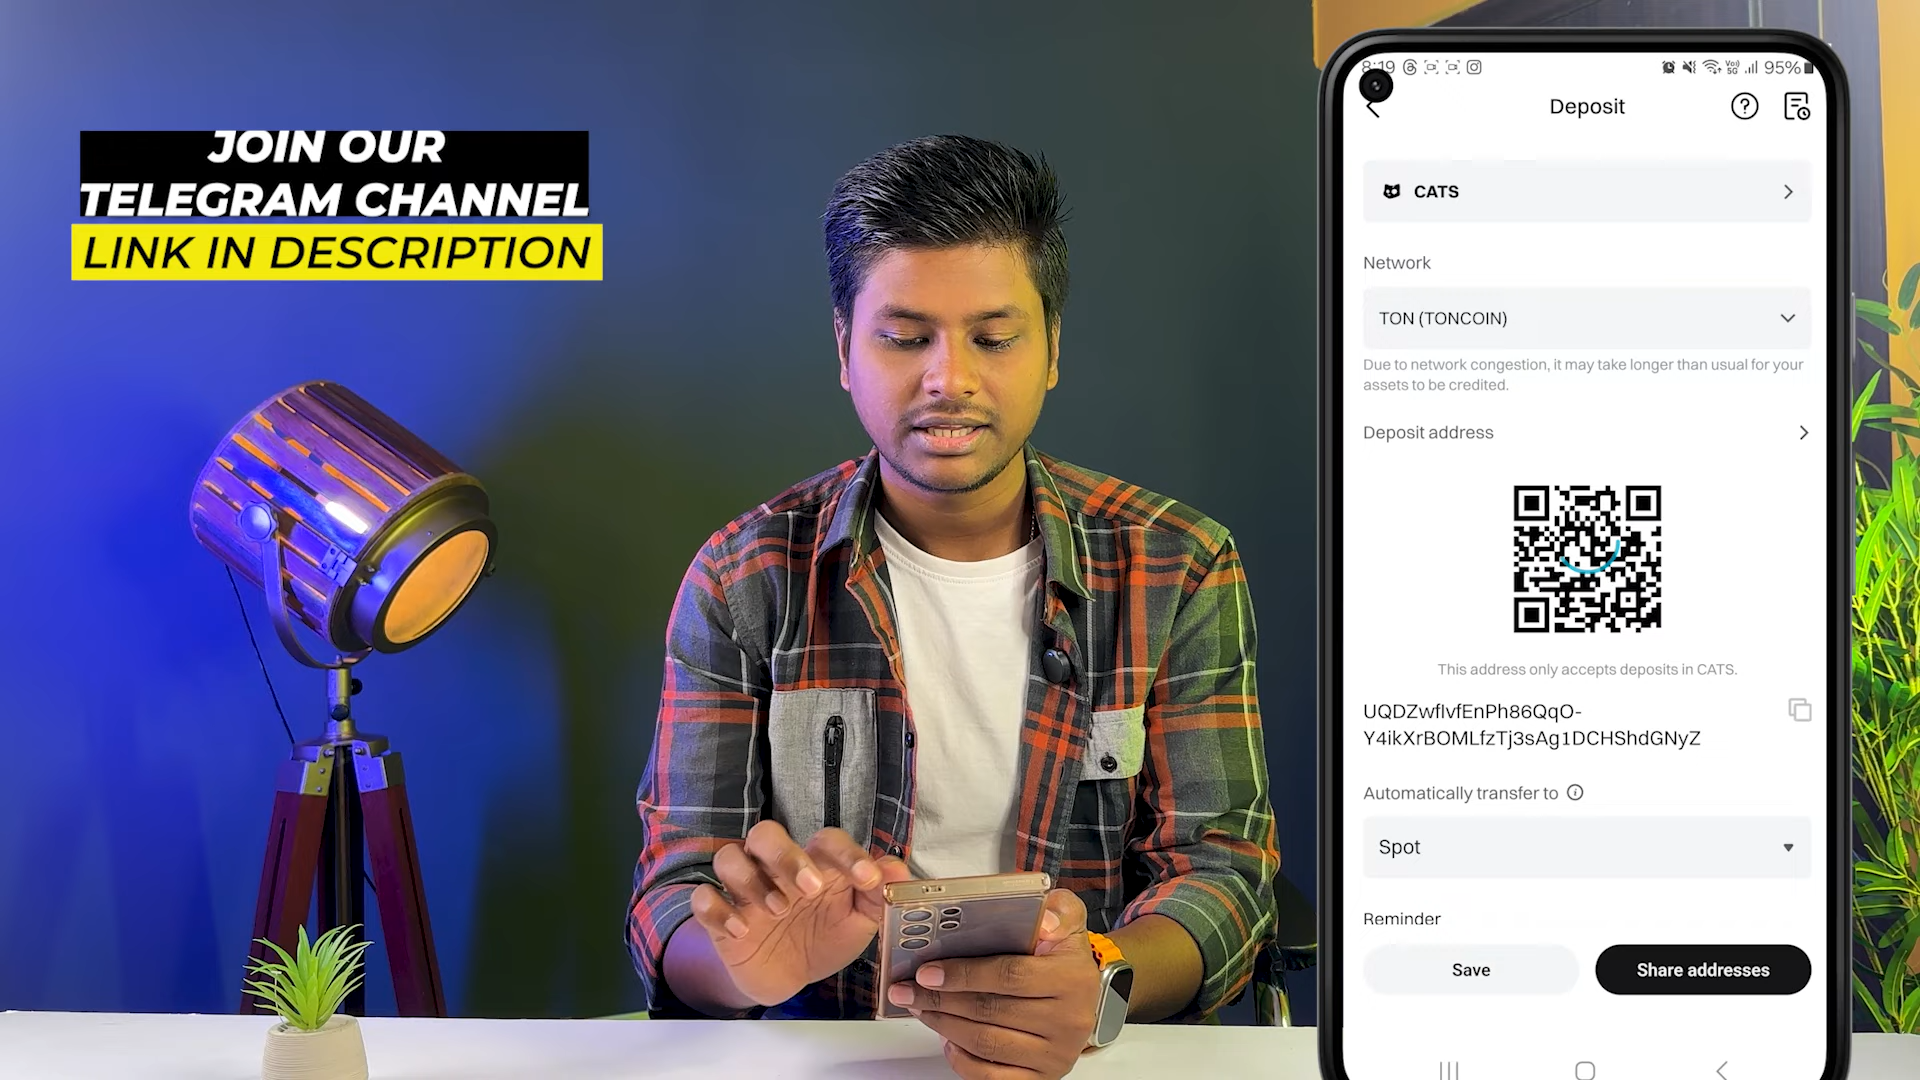 JOIN OUR
TELEGRAM CHANNEL
LINK IN DESCRIPTION
8:19
95%
Deposit
CATS
Network
TON (TONCOIN)
Due to network congestion, it may take longer than usual for your
assets to be credited.
Deposit address
This address only accepts deposits in CATS.
UQDZwflvfEnPh86QqO-
Y4ikXrBOMLfzTj3sAg1DCHShdGNyZ
Automatically transfer to
Spot
Reminder
Save
Share addresses